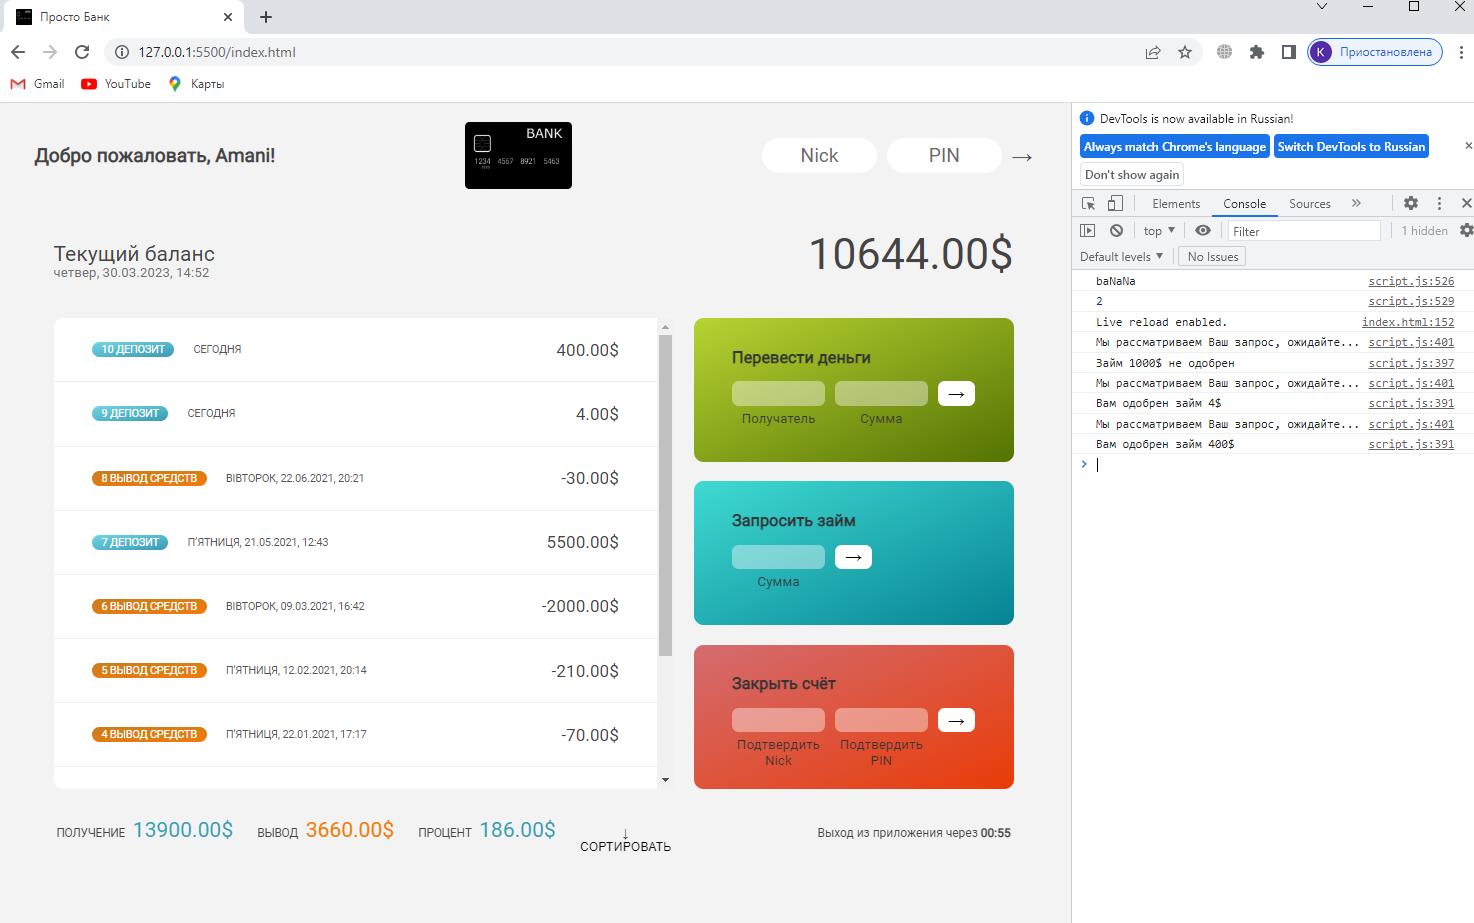 Просто Банк
127.0.0.1:5500/index.html
K Приостановлена
Gmail YouTube Карты
Добро пожаловать, Amani!
BANK
1234 4567 8921 5463
Nick PIN →
Текущий баланс
четверг, 30.03.2023, 14:52
10644.00$
10 ДЕПОЗИТ СЕГОДНЯ 400.00$
9 ДЕПОЗИТ СЕГОДНЯ 4.00$
8 ВЫВОД СРЕДСТВ ВІВТОРОК, 22.06.2021, 20:21 -30.00$
7 ДЕПОЗИТ П'ЯТНИЦЯ, 21.05.2021, 12:43 5500.00$
6 ВЫВОД СРЕДСТВ ВІВТОРОК, 09.03.2021, 16:42 -2000.00$
5 ВЫВОД СРЕДСТВ П'ЯТНИЦЯ, 12.02.2021, 20:14 -210.00$
4 ВЫВОД СРЕДСТВ П'ЯТНИЦЯ, 22.01.2021, 17:17 -70.00$
Перевести деньги
→
Получатель Сумма
Запросить займ
→
Сумма
Закрыть счёт
→
Подтвердить Nick
Подтвердить PIN
ПОЛУЧЕНИЕ 13900.00$ ВЫВОД 3660.00$ ПРОЦЕНТ 186.00$
↓ СОРТИРОВАТЬ
Выход из приложения через 00:55
DevTools is now available in Russian!
Always match Chrome's language Switch DevTools to Russian
Don't show again
Elements Console Sources »
top Filter 1 hidden
Default levels No Issues
baNaNa script.js:526
2 script.js:529
Live reload enabled. index.html:152
Мы рассматриваем Ваш запрос, ожидайте... script.js:401
Займ 1000$ не одобрен script.js:397
Мы рассматриваем Ваш запрос, ожидайте... script.js:401
Вам одобрен займ 4$ script.js:391
Мы рассматриваем Ваш запрос, ожидайте... script.js:401
Вам одобрен займ 400$ script.js:391